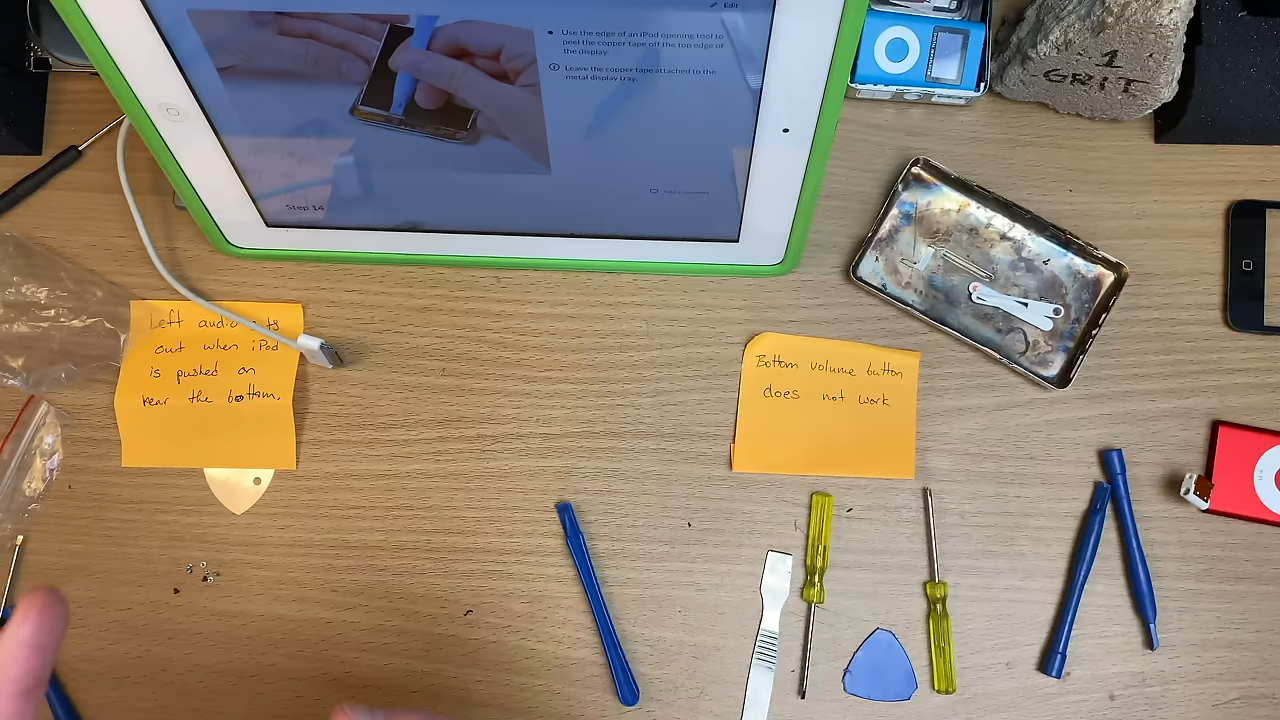 Edit
Use the edge of an iPod opening tool to
peel the copper tape off the top edge of
the display.
Leave the copper tape attached to the
metal display tray.
Step 14
1
GRIT
Left audio
out when iPod
is pushed on
near the bottom.
Bottom volume button
does not work